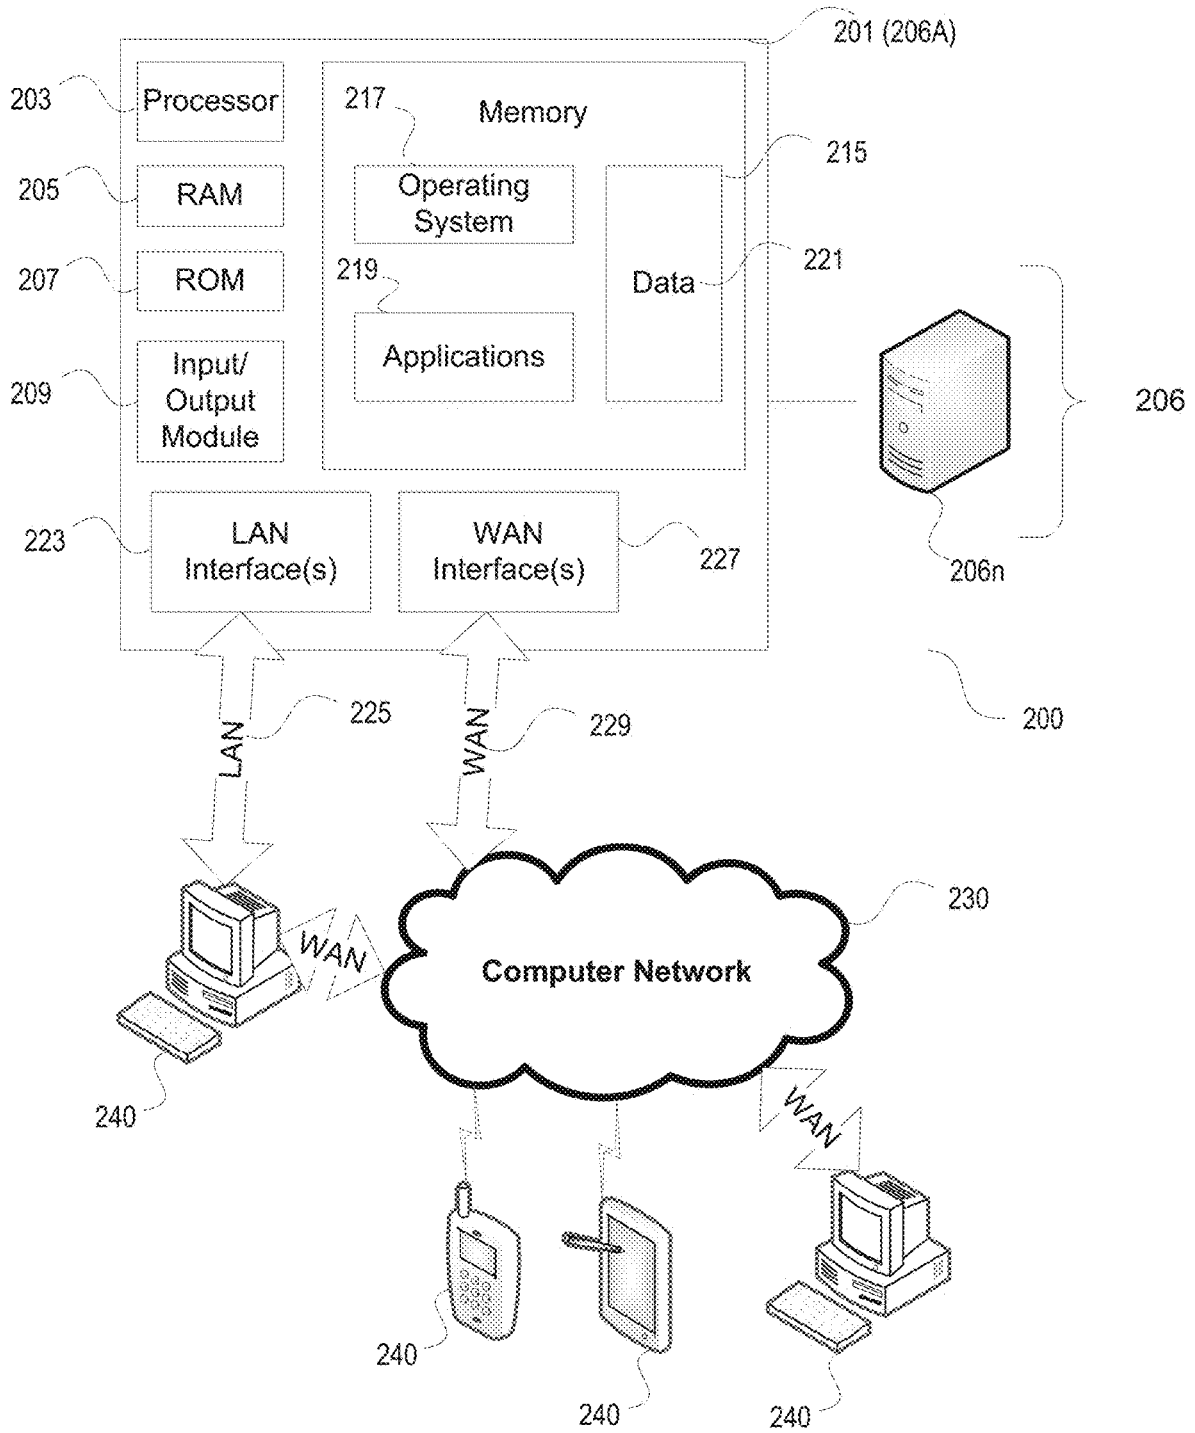 201 (206A)
203
Processor
217
Memory
215
205
RAM
Operating
System
207
ROM
219
Data
221
209
Input/
Output
Module
Applications
206
223
LAN
Interface(s)
WAN
Interface(s)
227
206n
225
LAN
229
WAN
200
230
WAN
Computer Network
240
WAN
240
240
240